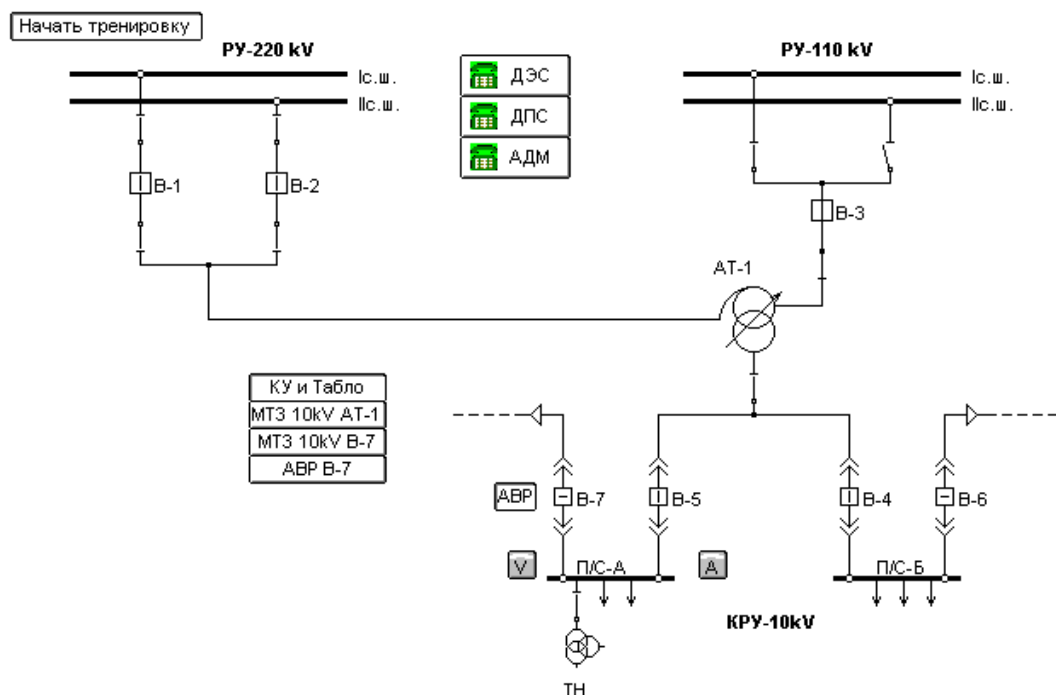 Начать тренировку
РУ-220 kV
РУ-110 kV
Iс.ш.
IIс.ш.
ДЭС
ДПС
АДМ
Iс.ш.
IIс.ш.
В-1
В-2
В-3
АТ-1
КУ и Табло
МТЗ 10kV АТ-1
МТЗ 10kV В-7
АВР В-7
АВР
В-7
В-5
В-4
В-6
V
П/С-А
A
П/С-Б
КРУ-10kV
ТН